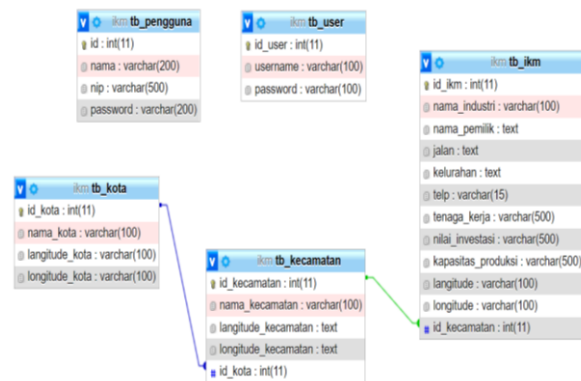 ikm tb_pengguna
id : int(11)
nama : varchar(200)
nip : varchar(500)
password : varchar(200)
ikm tb_user
id_user : int(11)
username : varchar(100)
password : varchar(100)
ikm tb_ikm
id_ikm : int(11)
nama_industri : varchar(100)
nama_pemilik : text
jalan : text
kelurahan : text
telp : varchar(15)
tenaga_kerja : varchar(500)
nilai_investasi : varchar(500)
kapasitas_produksi : varchar(500)
langitude : varchar(100)
longitude : varchar(100)
id_kecamatan : int(11)
ikm tb_kota
id_kota : int(11)
nama_kota : varchar(100)
langitude_kota : varchar(100)
longitude_kota : varchar(100)
ikm tb_kecamatan
id_kecamatan : int(11)
nama_kecamatan : varchar(100)
langitude_kecamatan : text
longitude_kecamatan : text
id_kota : int(11)